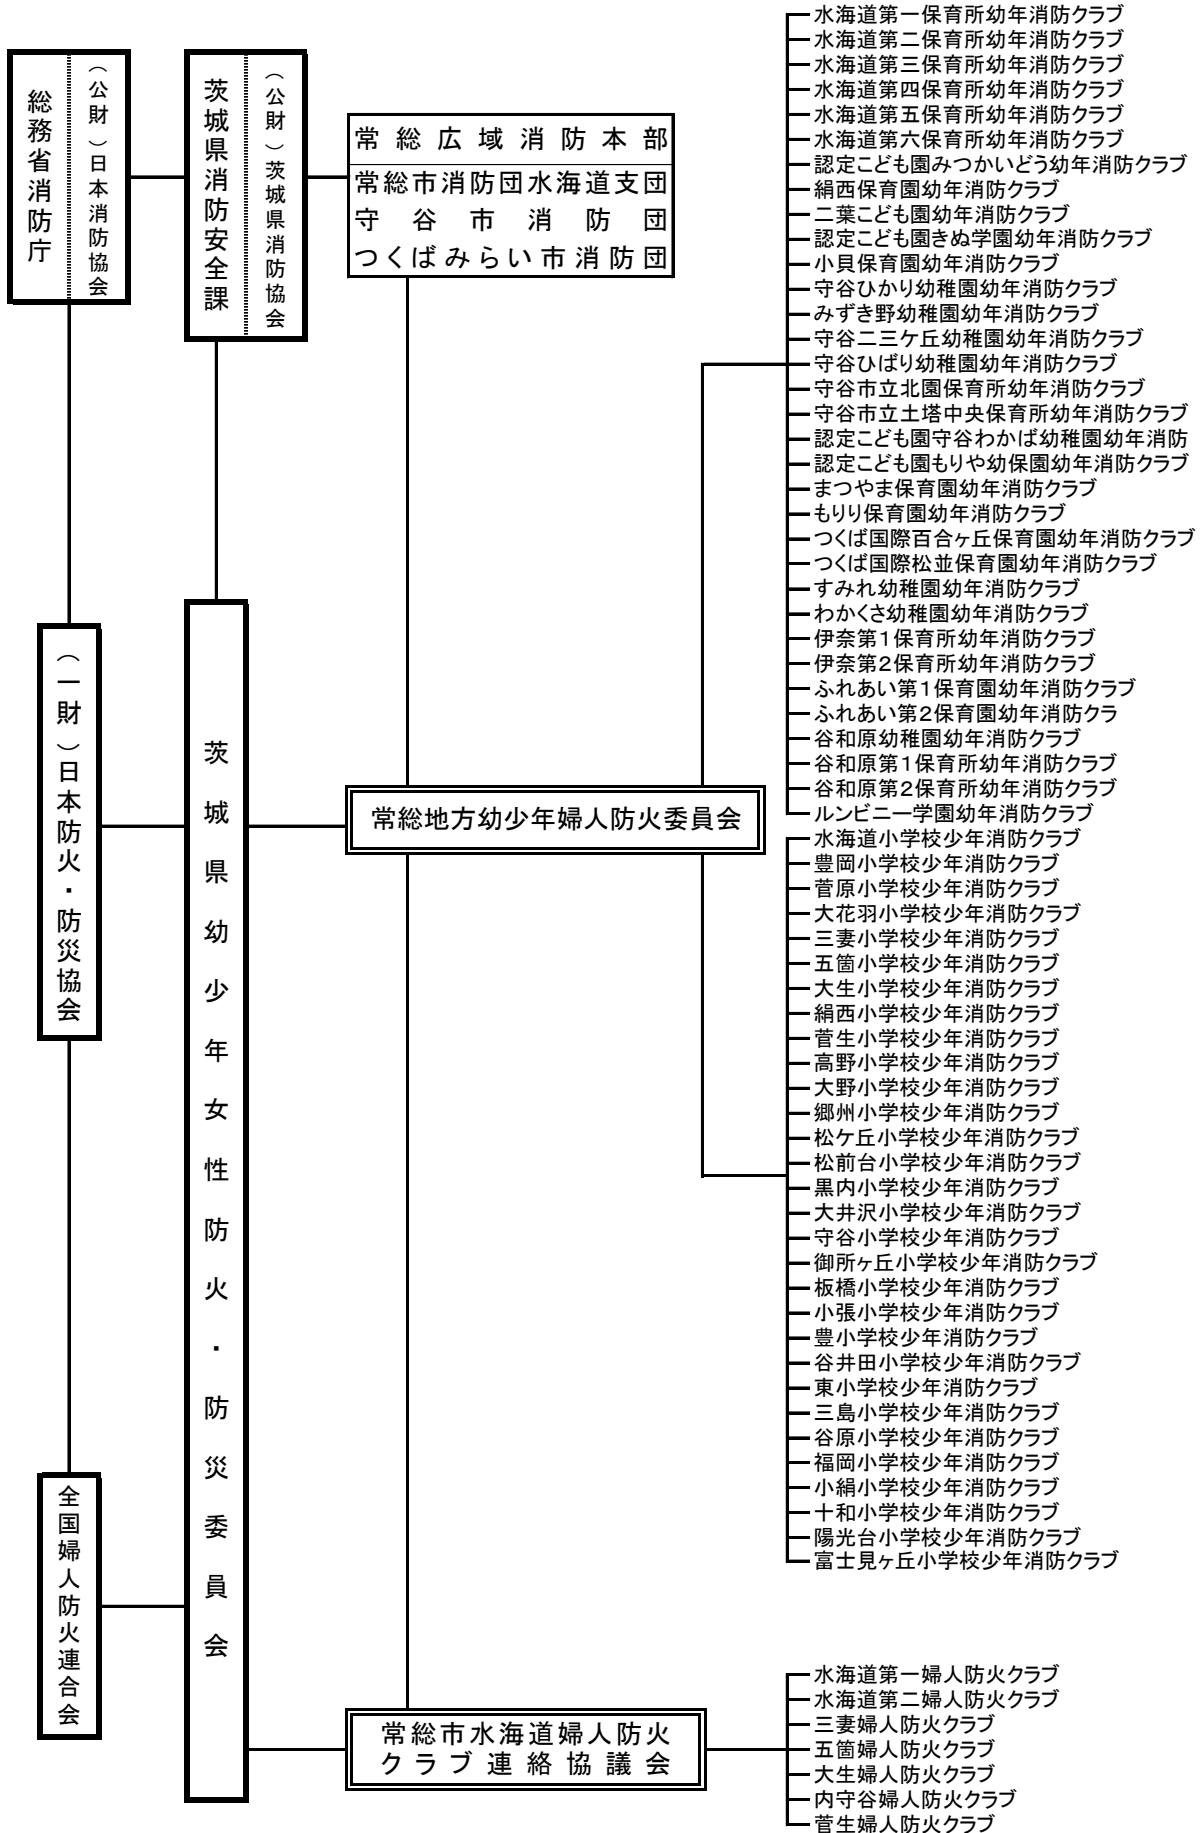 総務省消防庁
（公財）日本消防協会
茨城県消防安全課
（公財）茨城県消防協会
常総広域消防本部
常総市消防団水海道支団
守谷市消防団
つくばみらい市消防団
（一財）日本防火・防災協会
全国婦人防火連合会
茨城県幼少年女性防火・防災委員会
常総地方幼少年婦人防火委員会
常総市水海道婦人防火
クラブ連絡協議会
水海道第一保育所幼年消防クラブ
水海道第二保育所幼年消防クラブ
水海道第三保育所幼年消防クラブ
水海道第四保育所幼年消防クラブ
水海道第五保育所幼年消防クラブ
水海道第六保育所幼年消防クラブ
認定こども園みつかいどう幼年消防クラブ
絹西保育園幼年消防クラブ
二葉こども園幼年消防クラブ
認定こども園きぬ学園幼年消防クラブ
小貝保育園幼年消防クラブ
守谷ひかり幼稚園幼年消防クラブ
みずき野幼稚園幼年消防クラブ
守谷二三ケ丘幼稚園幼年消防クラブ
守谷ひばり幼稚園幼年消防クラブ
守谷市立北園保育所幼年消防クラブ
守谷市立土塔中央保育所幼年消防クラブ
認定こども園守谷わかば幼稚園幼年消防
認定こども園もりや幼保園幼年消防クラブ
まつやま保育園幼年消防クラブ
もりり保育園幼年消防クラブ
つくば国際百合ヶ丘保育園幼年消防クラブ
つくば国際松並保育園幼年消防クラブ
すみれ幼稚園幼年消防クラブ
わかくさ幼稚園幼年消防クラブ
伊奈第１保育所幼年消防クラブ
伊奈第２保育所幼年消防クラブ
ふれあい第１保育園幼年消防クラブ
ふれあい第２保育園幼年消防クラ
谷和原幼稚園幼年消防クラブ
谷和原第１保育所幼年消防クラブ
谷和原第２保育所幼年消防クラブ
ルンビニー学園幼年消防クラブ
水海道小学校少年消防クラブ
豊岡小学校少年消防クラブ
菅原小学校少年消防クラブ
大花羽小学校少年消防クラブ
三妻小学校少年消防クラブ
五箇小学校少年消防クラブ
大生小学校少年消防クラブ
絹西小学校少年消防クラブ
菅生小学校少年消防クラブ
高野小学校少年消防クラブ
大野小学校少年消防クラブ
郷州小学校少年消防クラブ
松ケ丘小学校少年消防クラブ
松前台小学校少年消防クラブ
黒内小学校少年消防クラブ
大井沢小学校少年消防クラブ
守谷小学校少年消防クラブ
御所ヶ丘小学校少年消防クラブ
板橋小学校少年消防クラブ
小張小学校少年消防クラブ
豊小学校少年消防クラブ
谷井田小学校少年消防クラブ
東小学校少年消防クラブ
三島小学校少年消防クラブ
谷原小学校少年消防クラブ
福岡小学校少年消防クラブ
小絹小学校少年消防クラブ
十和小学校少年消防クラブ
陽光台小学校少年消防クラブ
富士見ヶ丘小学校少年消防クラブ
水海道第一婦人防火クラブ
水海道第二婦人防火クラブ
三妻婦人防火クラブ
五箇婦人防火クラブ
大生婦人防火クラブ
内守谷婦人防火クラブ
菅生婦人防火クラブ